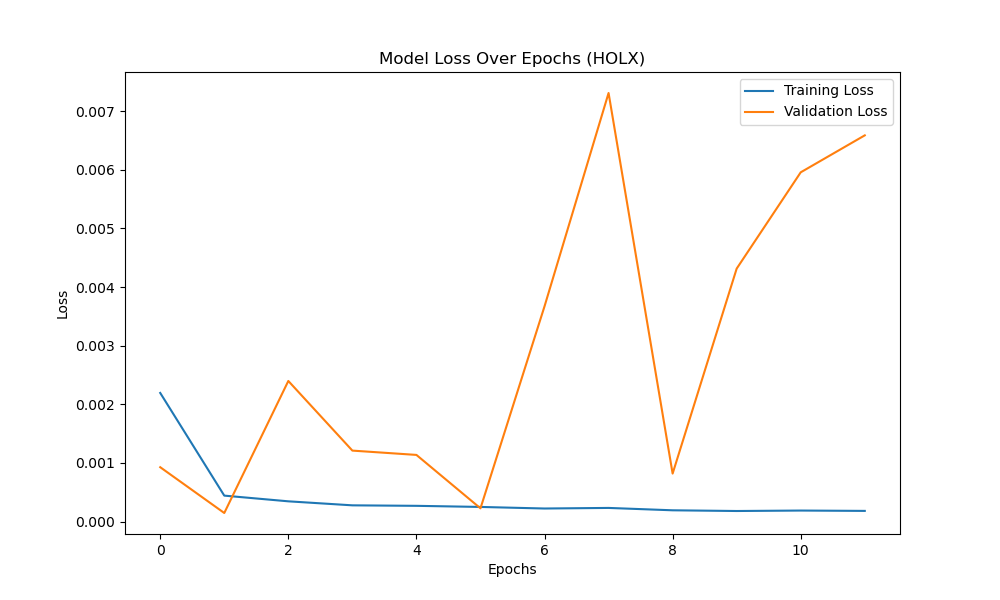 Model Loss Over Epochs (HOLX)
Training Loss
Validation Loss
0.007
0.006
0.005
0.004
0.003
0.002
0.001
0.000
Loss
0 2 4 6 8 10
Epochs